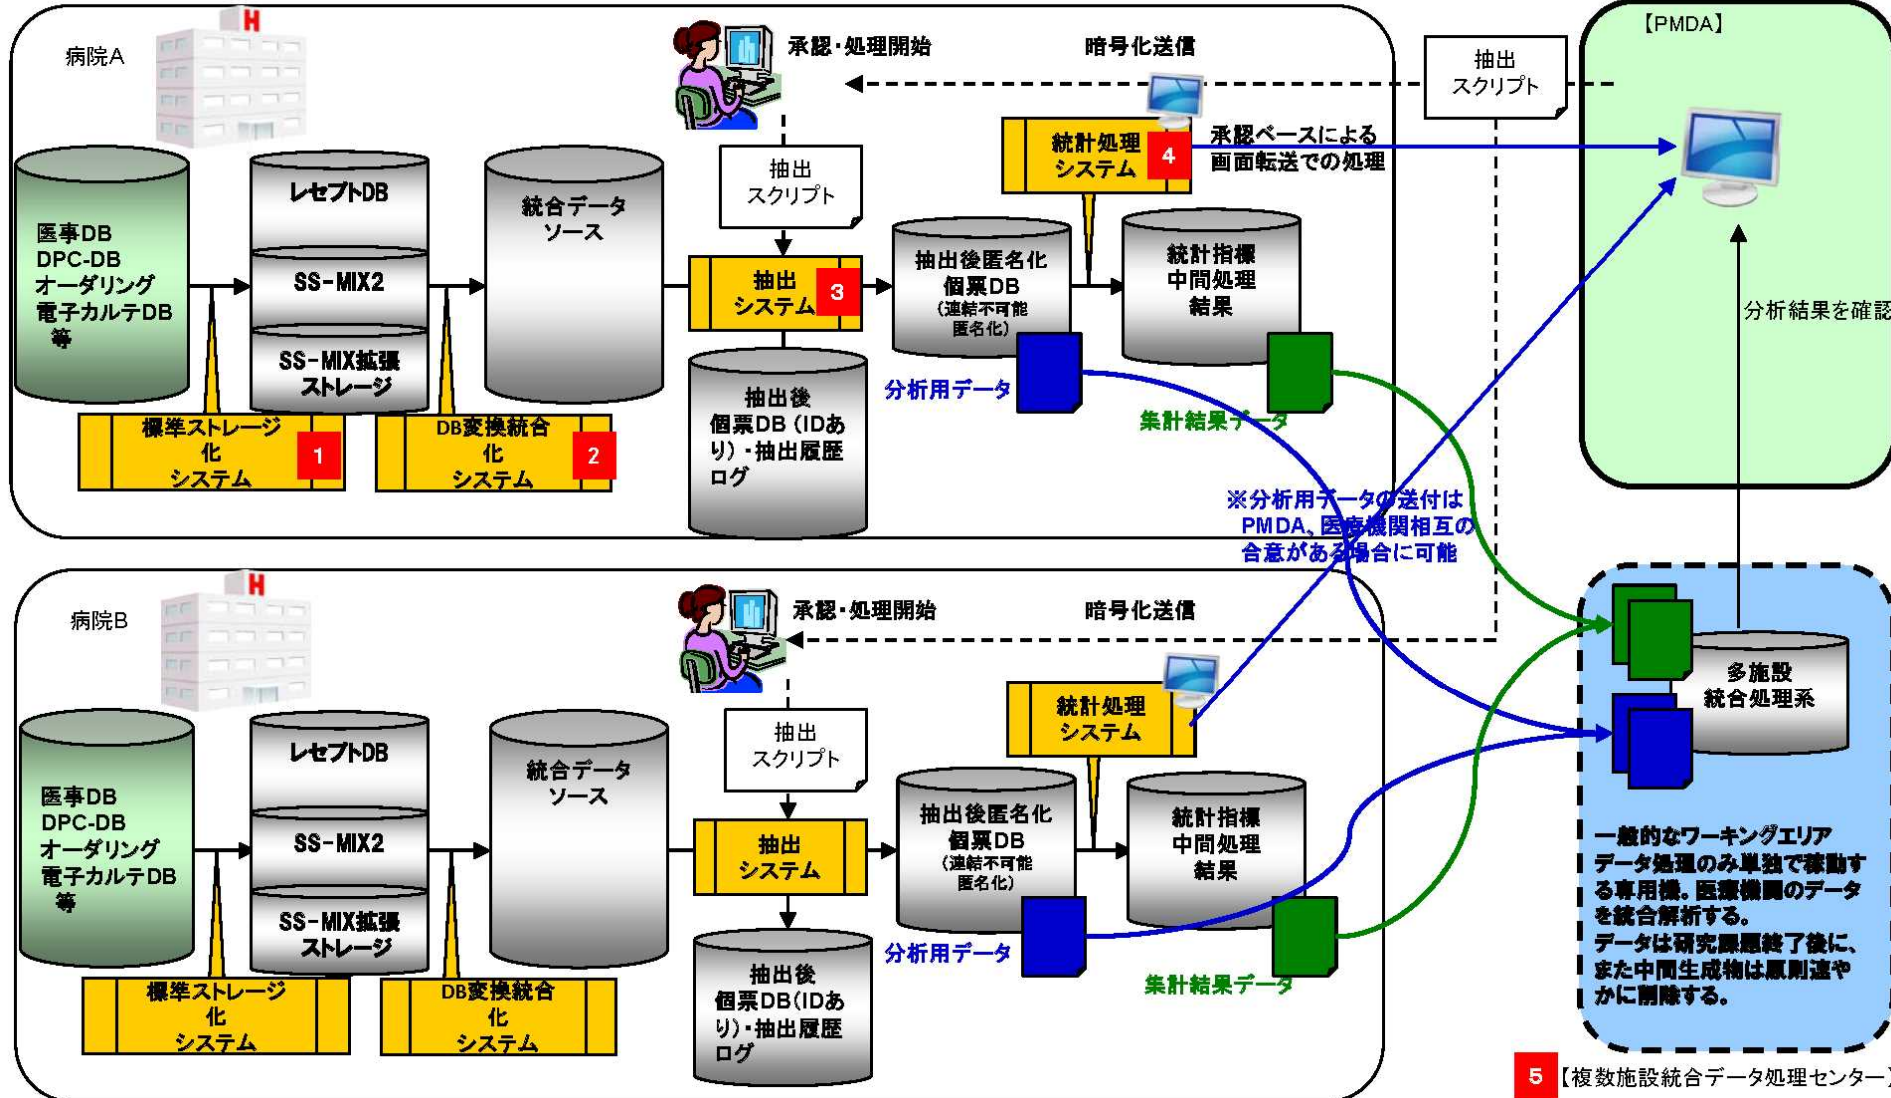 病院A
H
承認・処理開始
暗号化送信
抽出
スクリプト
【PMDA】
医事DB
DPC-DB
オーダリング
電子カルテDB
等
レセプトDB
SS-MIX2
SS-MIX拡張
ストレージ
統合データ
ソース
抽出
スクリプト
抽出
システム
3
統計処理
システム
4
承認ベースによる
画面転送での処理
抽出後匿名化
個票DB
(連結不可能
匿名化)
統計指標
中間処理
結果
分析用データ
集計結果データ
抽出後
個票DB(IDあ
り)・抽出履歴
ログ
標準ストレージ
化
システム
1
DB変換統合
化
システム
2
分析結果を確認
※分析用データの送付は
PMDA、医療機関相互の
合意がある場合に可能
病院B
H
承認・処理開始
暗号化送信
医事DB
DPC-DB
オーダリング
電子カルテDB
等
レセプトDB
SS-MIX2
SS-MIX拡張
ストレージ
統合データ
ソース
抽出
スクリプト
抽出
システム
統計処理
システム
抽出後匿名化
個票DB
(連結不可能
匿名化)
統計指標
中間処理
結果
分析用データ
集計結果データ
抽出後
個票DB(IDあ
り)・抽出履歴
ログ
標準ストレージ
化
システム
DB変換統合
化
システム
多施設
統合処理系
一般的なワーキングエリア
データ処理のみ単独で稼動す
る専用機。医療機関のデータ
を統合解析する。
データは研究課題終了後に、
また中間生成物は原則速や
かに削除する。
5
【複数施設統合データ処理センター】